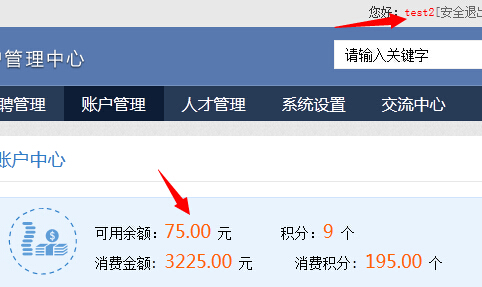 您好：test2[安全退出
管理中心
请输入关键字
聘管理 账户管理 人才管理 系统设置 交流中心
账户中心
可用余额：75.00 元 积分：9 个
消费金额：3225.00 元 消费积分：195.00 个